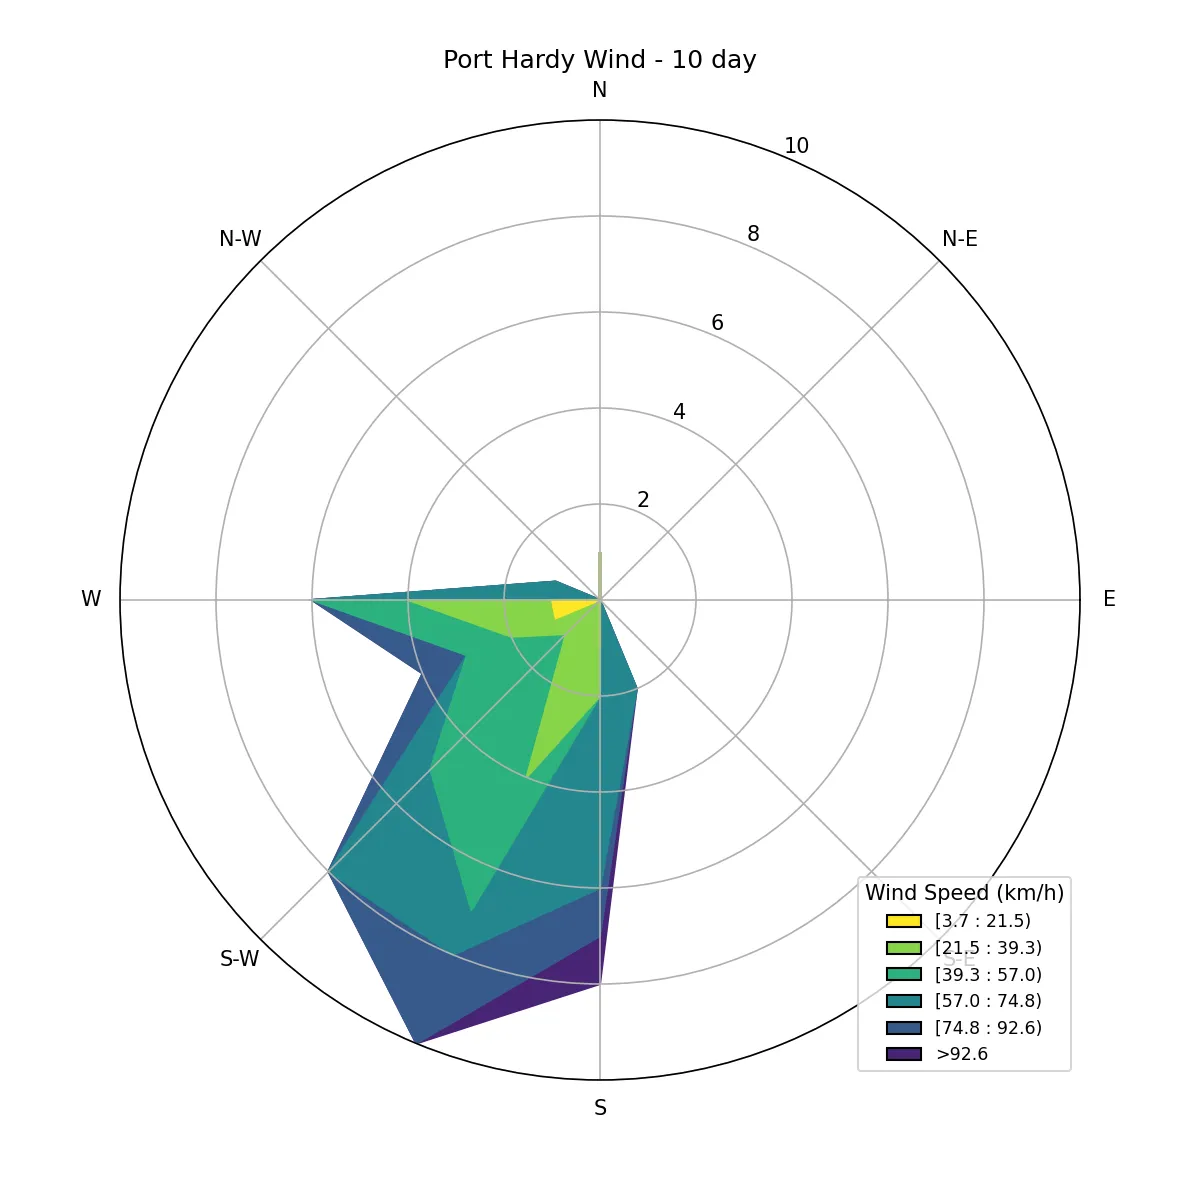 Port Hardy Wind - 10 day
N
10
N-W
N-E
8
6
4
2
W
E
Wind Speed (km/h)
[3.7 : 21.5)
[21.5 : 39.3)
S-W
S-E
[39.3 : 57.0)
[57.0 : 74.8)
[74.8 : 92.6)
>92.6
S